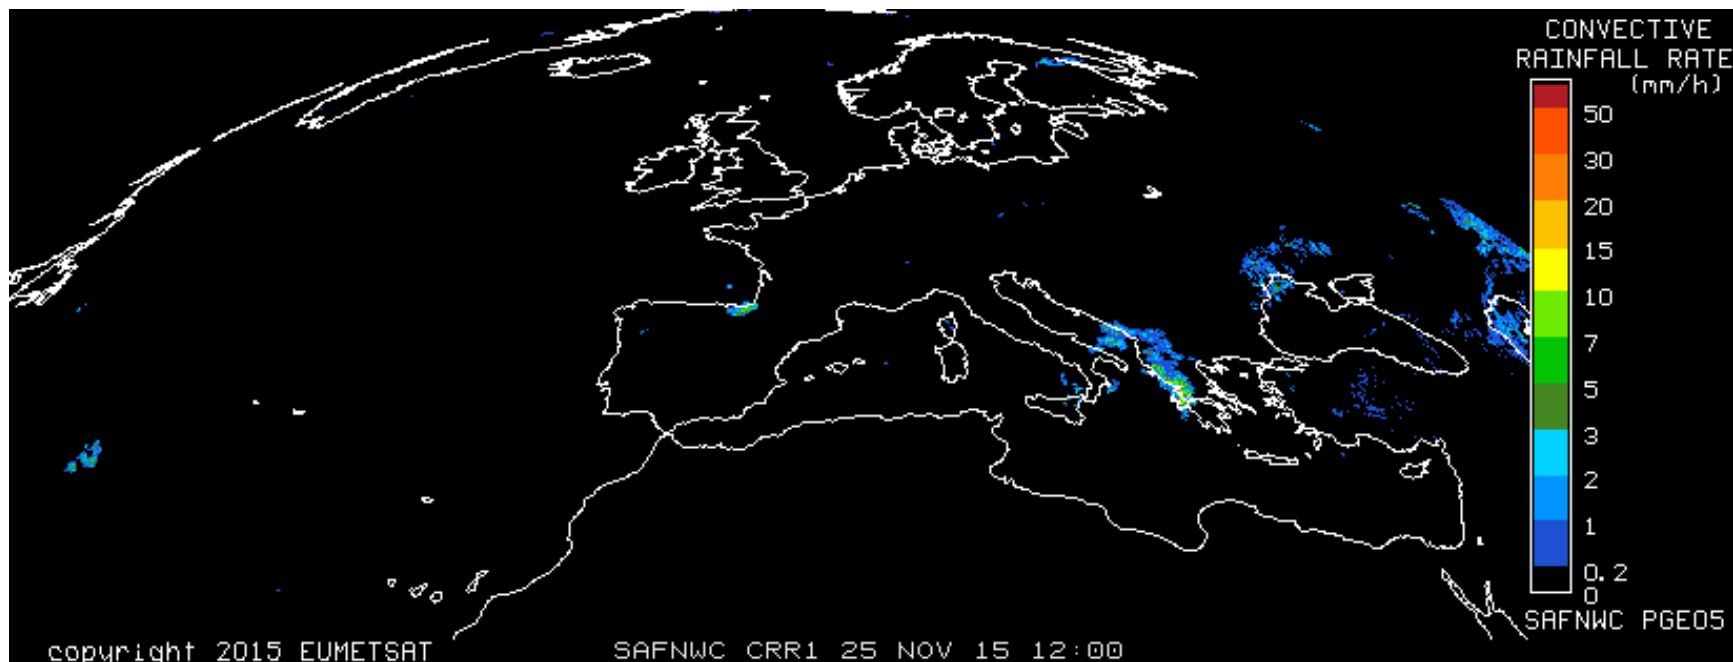 CONVECTIVE
RAINFALL RATE
(mm/h)
50
30
20
15
10
7
5
3
2
1
0.2
0
SAFNWC PGE05
copyright 2015 EUMETSAT
SAFNWC CRR1 25 NOV 15 12:00